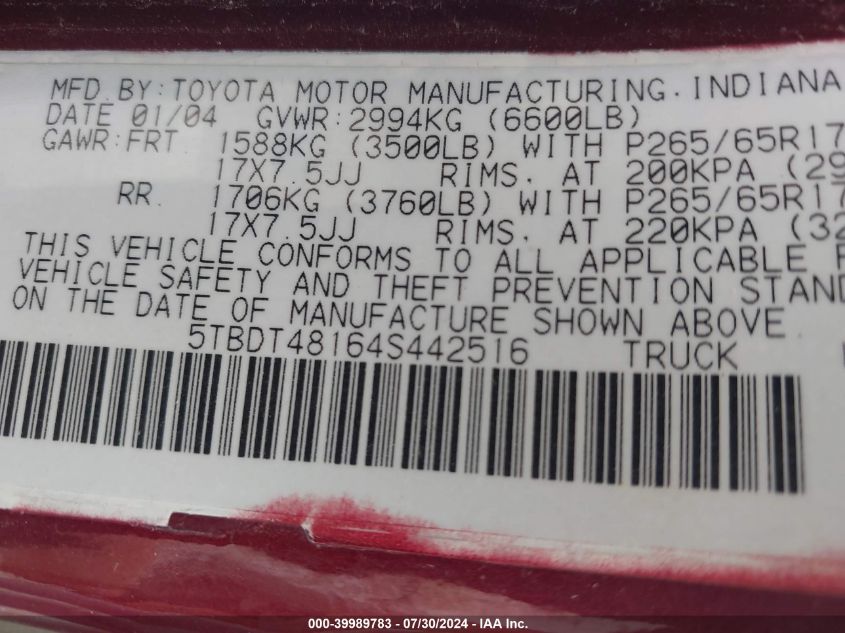 MFD. BY: TOYOTA MOTOR MANUFACTURING. INDIANA
DATE 01/04 GVWR: 2994KG (6600LB)
GAWR: FRT 1588KG (3500LB) WITH P265/65R17
17X7.5JJ RIMS. AT 200KPA (29
RR. 1706KG (3760LB) WITH P265/65R17
17X7.5JJ RIMS. AT 220KPA (32
THIS VEHICLE CONFORMS TO ALL APPLICABLE F
VEHICLE SAFETY AND THEFT PREVENTION STAND
ON THE DATE OF MANUFACTURE SHOWN ABOVE.
5TBDT48164S442516 TRUCK
000-39989783 / 07/30/2024 - IAA Inc.